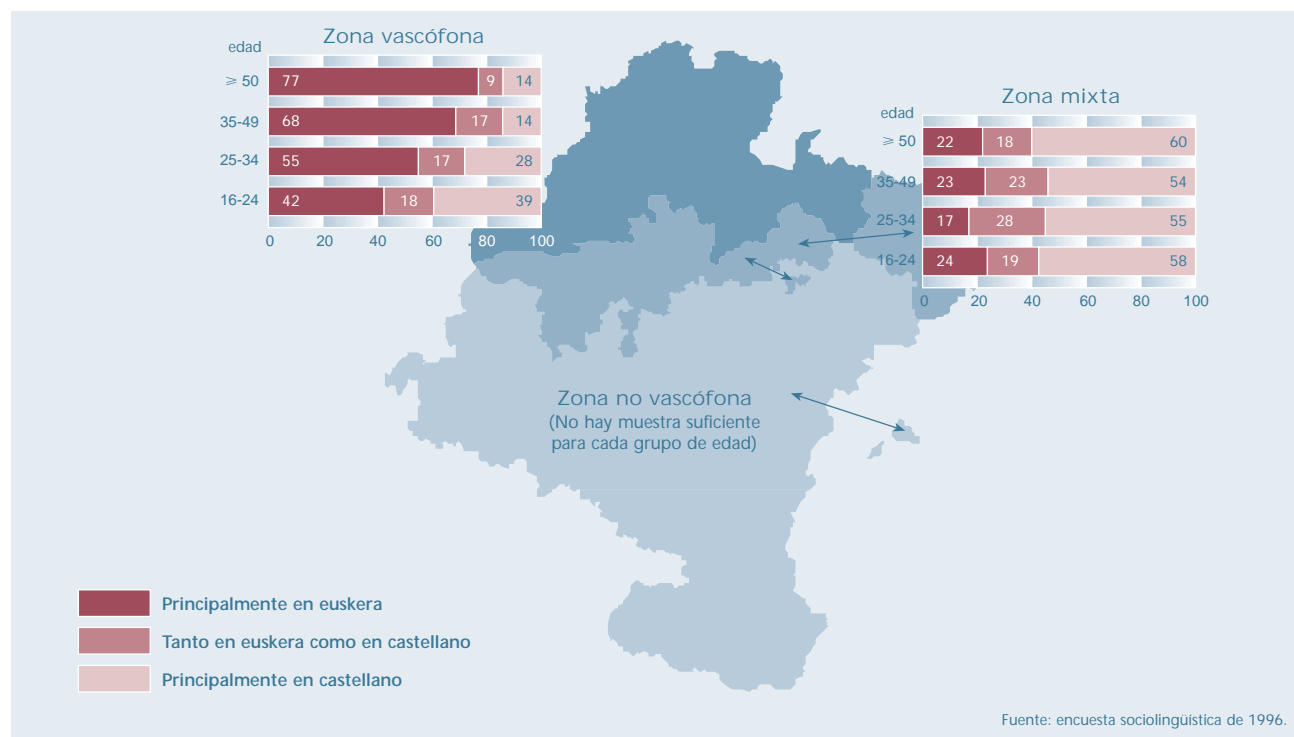 Zona vascófona
edad
⩾ 50 77 9 14
35-49 68 17 14
25-34 55 17 28
16-24 42 18 39
0 20 40 60 80 100
Zona mixta
edad
⩾ 50 22 18 60
35-49 23 23 54
25-34 17 28 55
16-24 24 19 58
0 20 40 60 80 100
Zona no vascófona
(No hay muestra suficiente
para cada grupo de edad)
Principalmente en euskera
Tanto en euskera como en castellano
Principalmente en castellano
Fuente: encuesta sociolingüística de 1996.